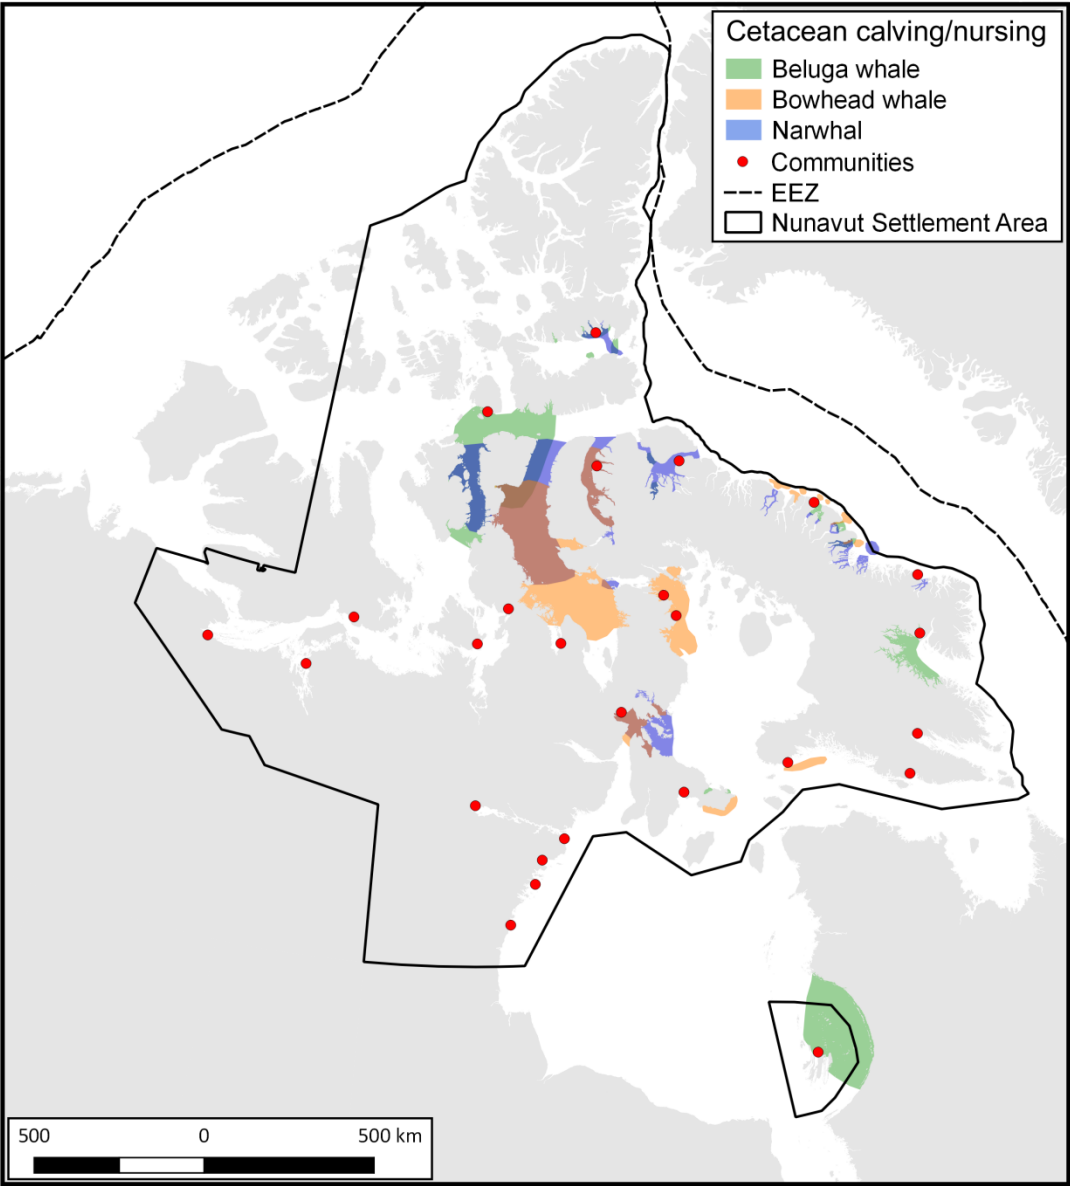 Cetacean calving/nursing
Beluga whale
Bowhead whale
Narwhal
Communities
EEZ
Nunavut Settlement Area
500 0 500 km